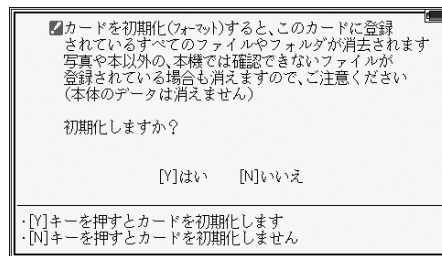 カードを初期化(フォーマット)すると、このカードに登録
されているすべてのファイルやフォルダが消去されます
写真や本以外の、本機では確認できないファイルが
登録されている場合も消えますので、ご注意ください
(本体のデータは消えません)
初期化しますか？
[Y]はい [N]いいえ
・[Y]キーを押すとカードを初期化します
・[N]キーを押すとカードを初期化しません